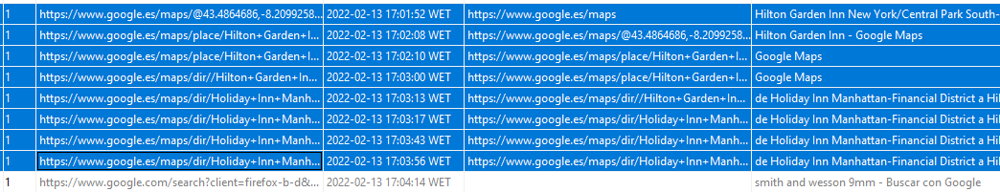 1 https://www.google.es/maps/@43.4864686,-8.2099258... 2022-02-13 17:01:52 WET https://www.google.es/maps Hilton Garden Inn New York/Central Park South-
1 https://www.google.es/maps/place/Hilton+Garden+I... 2022-02-13 17:02:08 WET https://www.google.es/maps/@43.4864686,-8.2099258... Hilton Garden Inn - Google Maps
1 https://www.google.es/maps/place/Hilton+Garden+I... 2022-02-13 17:02:10 WET https://www.google.es/maps/place/Hilton+Garden+I... Google Maps
1 https://www.google.es/maps/dir//Hilton+Garden+In... 2022-02-13 17:03:00 WET https://www.google.es/maps/place/Hilton+Garden+I... Google Maps
1 https://www.google.es/maps/dir/Holiday+Inn+Manh... 2022-02-13 17:03:13 WET https://www.google.es/maps/dir//Hilton+Garden+In... de Holiday Inn Manhattan-Financial District a Hil
1 https://www.google.es/maps/dir/Holiday+Inn+Manh... 2022-02-13 17:03:17 WET https://www.google.es/maps/dir/Holiday+Inn+Manh... de Holiday Inn Manhattan-Financial District a Hil
1 https://www.google.es/maps/dir/Holiday+Inn+Manh... 2022-02-13 17:03:43 WET https://www.google.es/maps/dir/Holiday+Inn+Manh... de Holiday Inn Manhattan-Financial District a Hil
1 https://www.google.es/maps/dir/Holiday+Inn+Manh... 2022-02-13 17:03:56 WET https://www.google.es/maps/dir/Holiday+Inn+Manh... de Holiday Inn Manhattan-Financial District a Hil
1 https://www.google.com/search?client=firefox-b-d&... 2022-02-13 17:04:14 WET smith and wesson 9mm - Buscar con Google